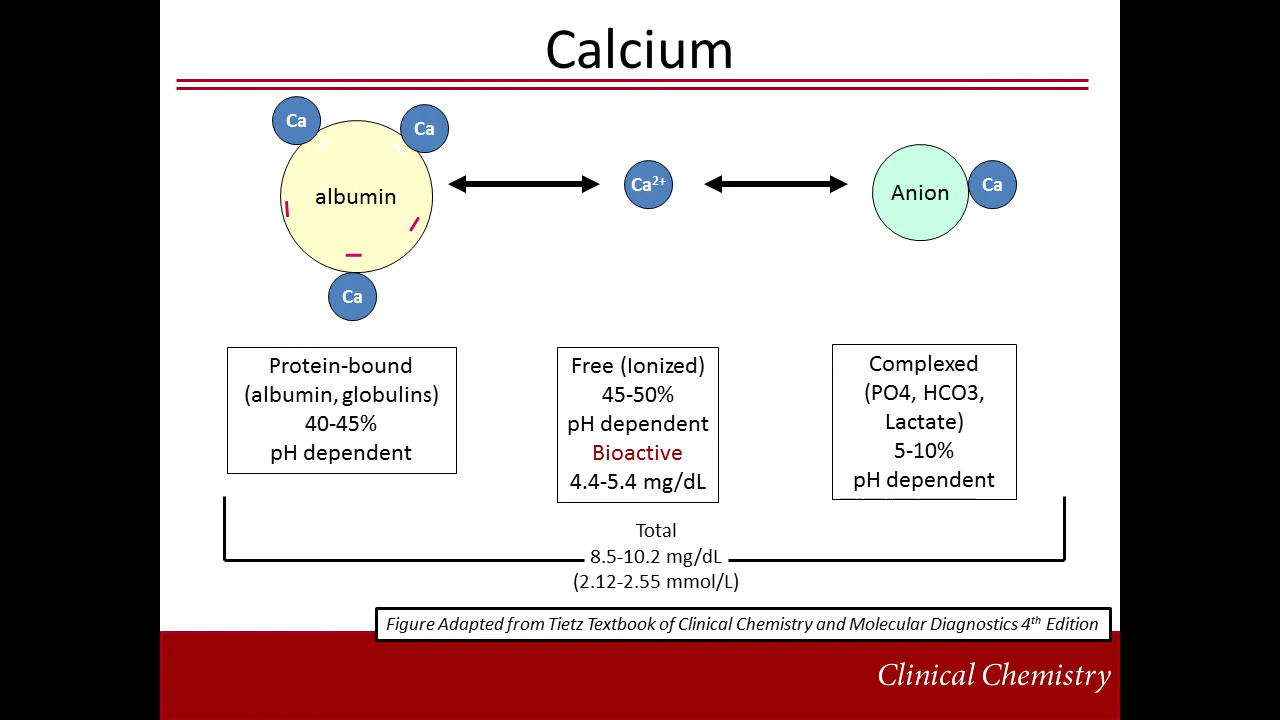 Calcium
Ca
Ca
albumin
Ca
Ca2+
Anion
Ca
Protein-bound
(albumin, globulins)
40-45%
pH dependent
Free (Ionized)
45-50%
pH dependent
Bioactive
4.4-5.4 mg/dL
Complexed
(PO4, HCO3,
Lactate)
5-10%
pH dependent
Total
8.5-10.2 mg/dL
(2.12-2.55 mmol/L)
Figure Adapted from Tietz Textbook of Clinical Chemistry and Molecular Diagnostics 4th Edition
Clinical Chemistry